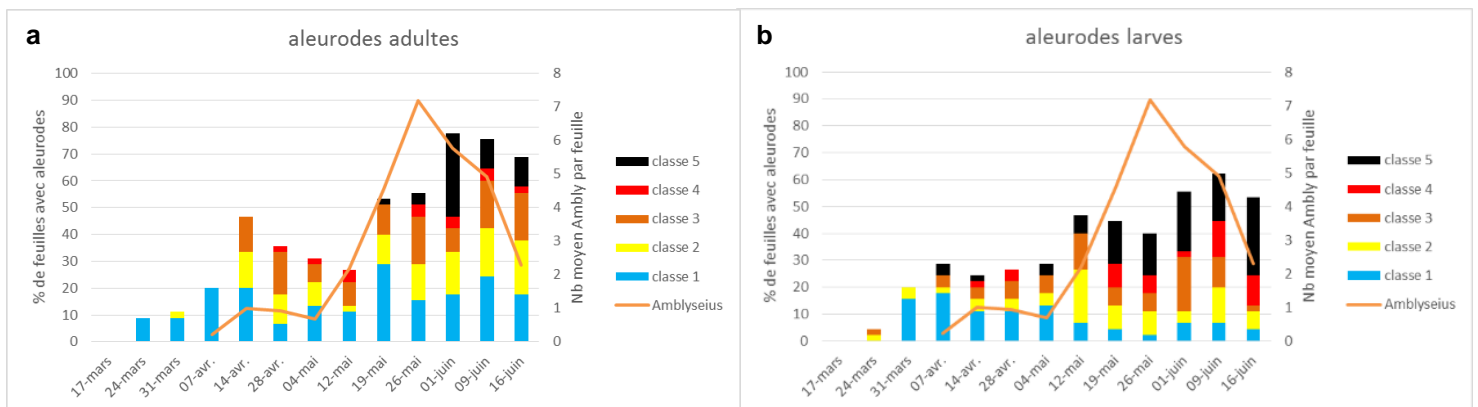 a
aleurodes adultes
% de feuilles avec aleurodes
100
90
80
70
60
50
40
30
20
10
0
8
7
6
5
4
3
2
1
0
Nb moyen Ambly par feuille
17-mars
24-mars
31-mars
07-avr.
14-avr.
28-avr.
04-mai
12-mai
19-mai
26-mai
01-juin
09-juin
16-juin
classe 5
classe 4
classe 3
classe 2
classe 1
Amblyseius
b
aleurodes larves
% de feuilles avec aleurodes
100
90
80
70
60
50
40
30
20
10
0
8
7
6
5
4
3
2
1
0
Nb moyen Ambly par feuille
17-mars
24-mars
31-mars
07-avr.
14-avr.
28-avr.
04-mai
12-mai
19-mai
26-mai
01-juin
09-juin
16-juin
classe 5
classe 4
classe 3
classe 2
classe 1
Amblyseius